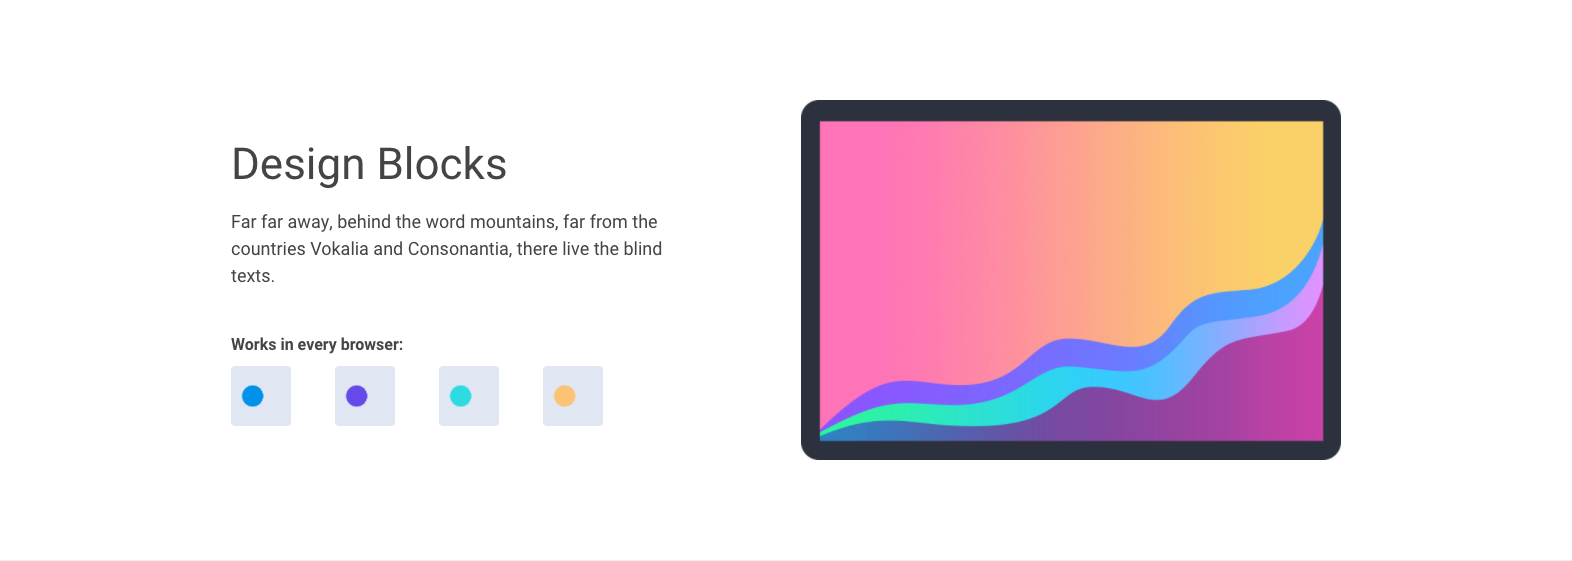 Design Blocks
Far far away, behind the word mountains, far from the
countries Vokalia and Consonantia, there live the blind
texts.
Works in every browser: